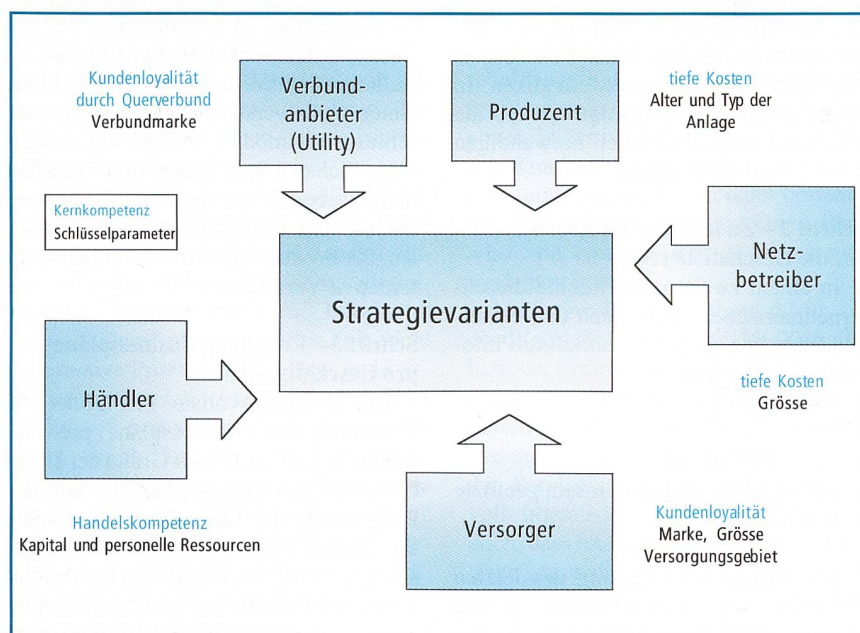 Kundenloyalität
durch Querverbund
Verbundmarke
Verbund-
anbieter
(Utility)
Produzent
tiefe Kosten
Alter und Typ der
Anlage
Kernkompetenz
Schlüsselparameter
Netz-
betreiber
Strategievarianten
tiefe Kosten
Grösse
Händler
Handelskompetenz
Kapital und personelle Ressourcen
Versorger
Kundenloyalität
Marke, Grösse
Versorgungsgebiet